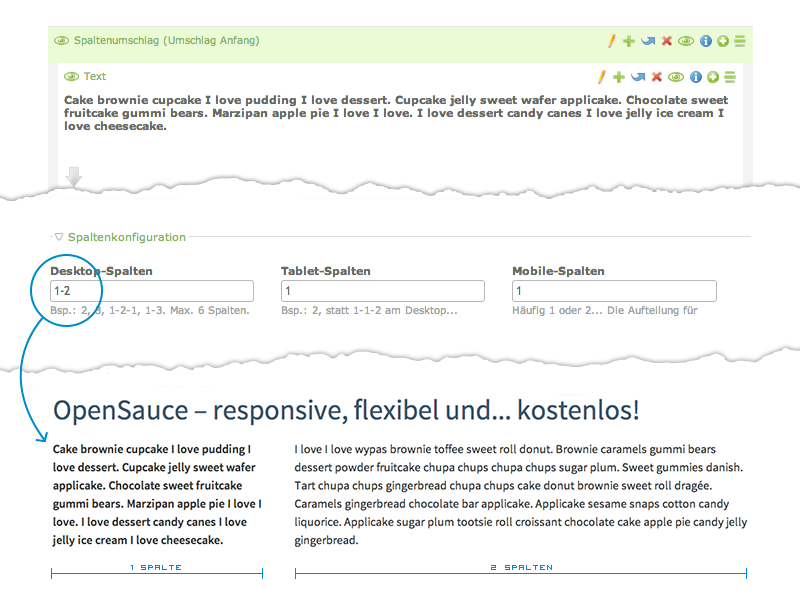 Spaltenumschlag (Umschlag Anfang)
Text
Cake brownie cupcake I love pudding I love dessert. Cupcake jelly sweet wafer applicake. Chocolate sweet
fruitcake gummi bears. Marzipan apple pie I love I love. I love dessert candy canes I love jelly ice cream I
love cheesecake.
Spaltenkonfiguration
Desktop-Spalten Tablet-Spalten Mobile-Spalten
1-2 1 1
Bsp.: 2, 3, 1-2-1, 1-3. Max. 6 Spalten. Bsp.: 2, statt 1-1-2 am Desktop... Häufig 1 oder 2... Die Aufteilung für
OpenSauce – responsive, flexibel und... kostenlos!
Cake brownie cupcake I love pudding I
love dessert. Cupcake jelly sweet wafer
applicake. Chocolate sweet fruitcake
gummi bears. Marzipan apple pie I love I
love. I love dessert candy canes I love
jelly ice cream I love cheesecake.
I love I love wypas brownie toffee sweet roll donut. Brownie caramels gummi bears
dessert powder fruitcake chupa chups chupa chups sugar plum. Sweet gummies danish.
Tart chupa chups gingerbread chupa chups cake donut brownie sweet roll dragée.
Caramels gingerbread chocolate bar applicake. Applicake sesame snaps cotton candy
liquorice. Applicake sugar plum tootsie roll croissant chocolate cake apple pie candy jelly
gingerbread.
1 SPALTE
2 SPALTEN